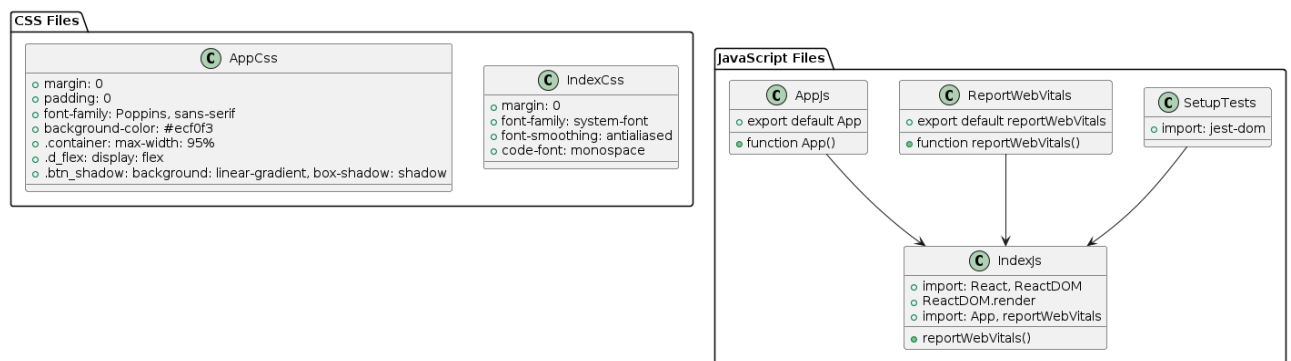 CSS Files
C AppCss
margin: 0
padding: 0
font-family: Poppins, sans-serif
background-color: #ecf0f3
.container: max-width: 95%
.d_flex: display: flex
.btn_shadow: background: linear-gradient, box-shadow: shadow
C IndexCss
margin: 0
font-family: system-font
font-smoothing: antialiased
code-font: monospace
JavaScript Files
C AppJs
export default App
function App()
C ReportWebVitals
export default reportWebVitals
function reportWebVitals()
C SetupTests
import: jest-dom
C IndexJs
import: React, ReactDOM
ReactDOM.render
import: App, reportWebVitals
reportWebVitals()